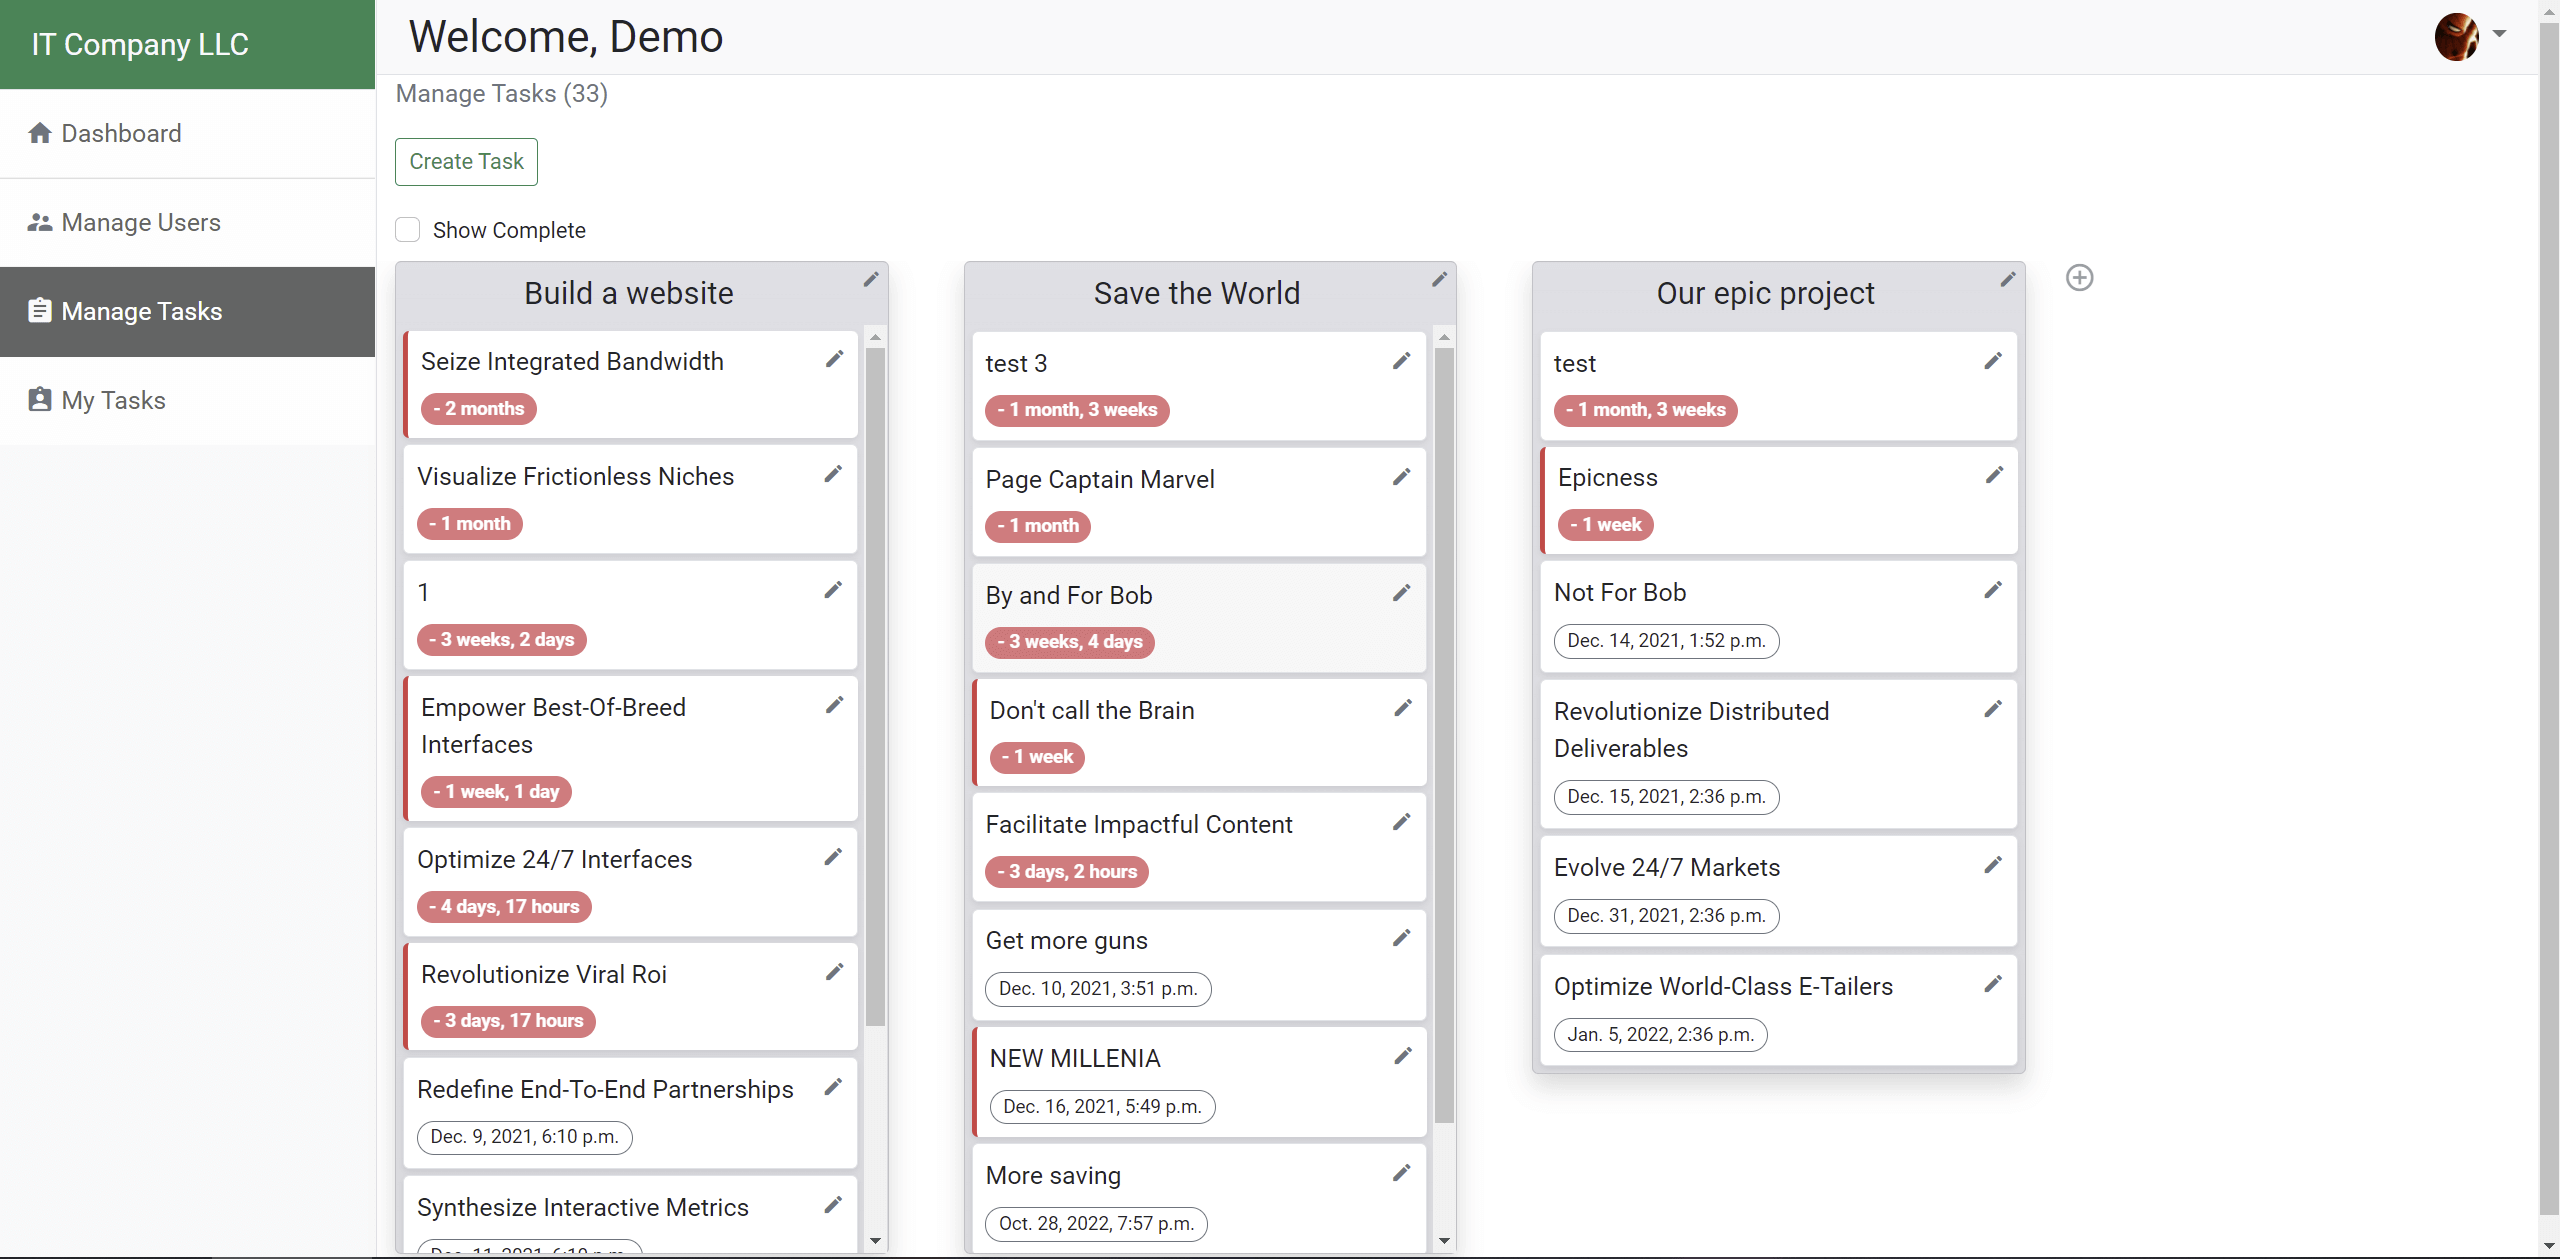 IT Company LLC
Welcome, Demo
Dashboard
Manage Users
Manage Tasks
My Tasks
Manage Tasks (33)
Create Task
Show Complete
Build a website
Seize Integrated Bandwidth
- 2 months
Visualize Frictionless Niches
- 1 month
1
- 3 weeks, 2 days
Empower Best-Of-Breed
Interfaces
- 1 week, 1 day
Optimize 24/7 Interfaces
- 4 days, 17 hours
Revolutionize Viral Roi
- 3 days, 17 hours
Redefine End-To-End Partnerships
Dec. 9, 2021, 6:10 p.m.
Synthesize Interactive Metrics
Dec. 11, 2021, 6:10 p.m.
Save the World
test 3
- 1 month, 3 weeks
Page Captain Marvel
- 1 month
By and For Bob
- 3 weeks, 4 days
Don't call the Brain
- 1 week
Facilitate Impactful Content
- 3 days, 2 hours
Get more guns
Dec. 10, 2021, 3:51 p.m.
NEW MILLENIA
Dec. 16, 2021, 5:49 p.m.
More saving
Oct. 28, 2022, 7:57 p.m.
Our epic project
test
- 1 month, 3 weeks
Epicness
- 1 week
Not For Bob
Dec. 14, 2021, 1:52 p.m.
Revolutionize Distributed
Deliverables
Dec. 15, 2021, 2:36 p.m.
Evolve 24/7 Markets
Dec. 31, 2021, 2:36 p.m.
Optimize World-Class E-Tailers
Jan. 5, 2022, 2:36 p.m.